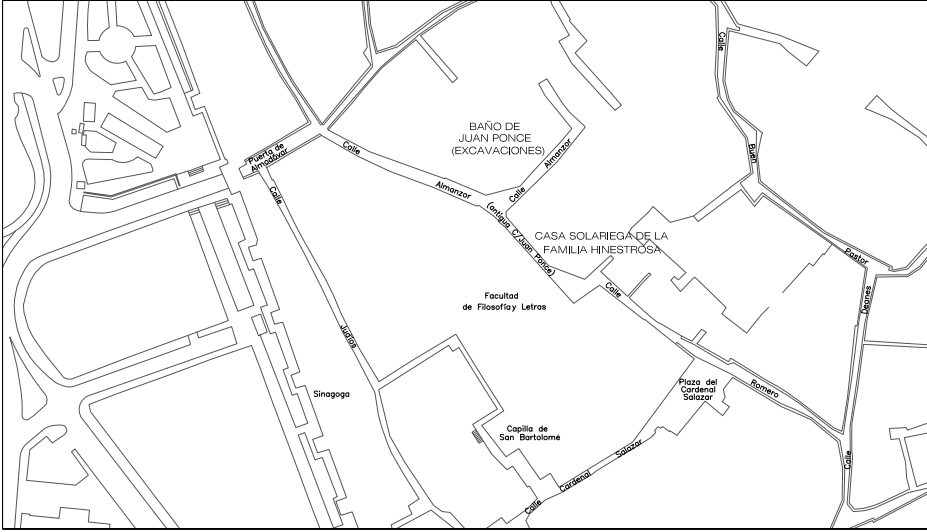 Calle
Buen
Pastor
Deanes
Calle
BAÑO DE
JUAN PONCE
(EXCAVACIONES)
Puerta de
Almodóvar
Calle
Almanzor
Calle
Almanzor
(antigua C/Juan Ponce)
CASA SOLARIEGA DE LA
FAMILIA HINESTROSA
Calle
Romero
Calle
Judíos
Facultad
de Filosofía y Letras
Sinagoga
Plaza del
Cardenal
Salazar
Capilla de
San Bartolomé
Calle
Cardenal
Salazar